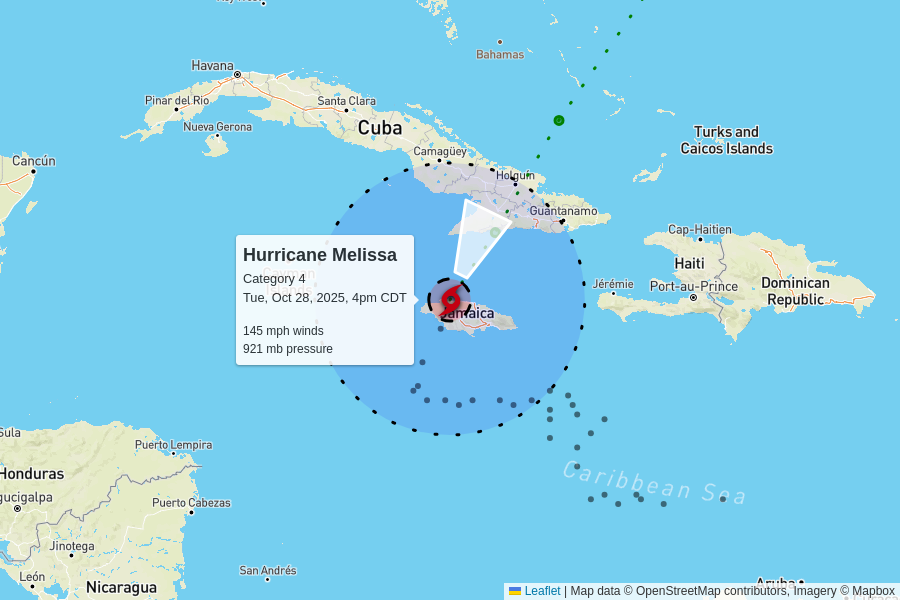 Bahamas
Havana
Pinar del Rio
Santa Clara
Nueva Gerona
Cuba
Turks and
Caicos Islands
Camagüey
Cancún
Holguín
Guantanamo
Cap-Haitien
Haiti
Port-au-Prince
Jérémie
Dominican
Republic
Hurricane Melissa
Category 4
Tue, Oct 28, 2025, 4pm CDT
145 mph winds
921 mb pressure
Jamaica
Sula
Puerto Lempira
Honduras
gucigalpa
Puerto Cabezas
Caribbean Sea
Jinotega
León
Nicaragua
San Andrés
Aruba
Leaflet | Map data © OpenStreetMap contributors, Imagery © Mapbox